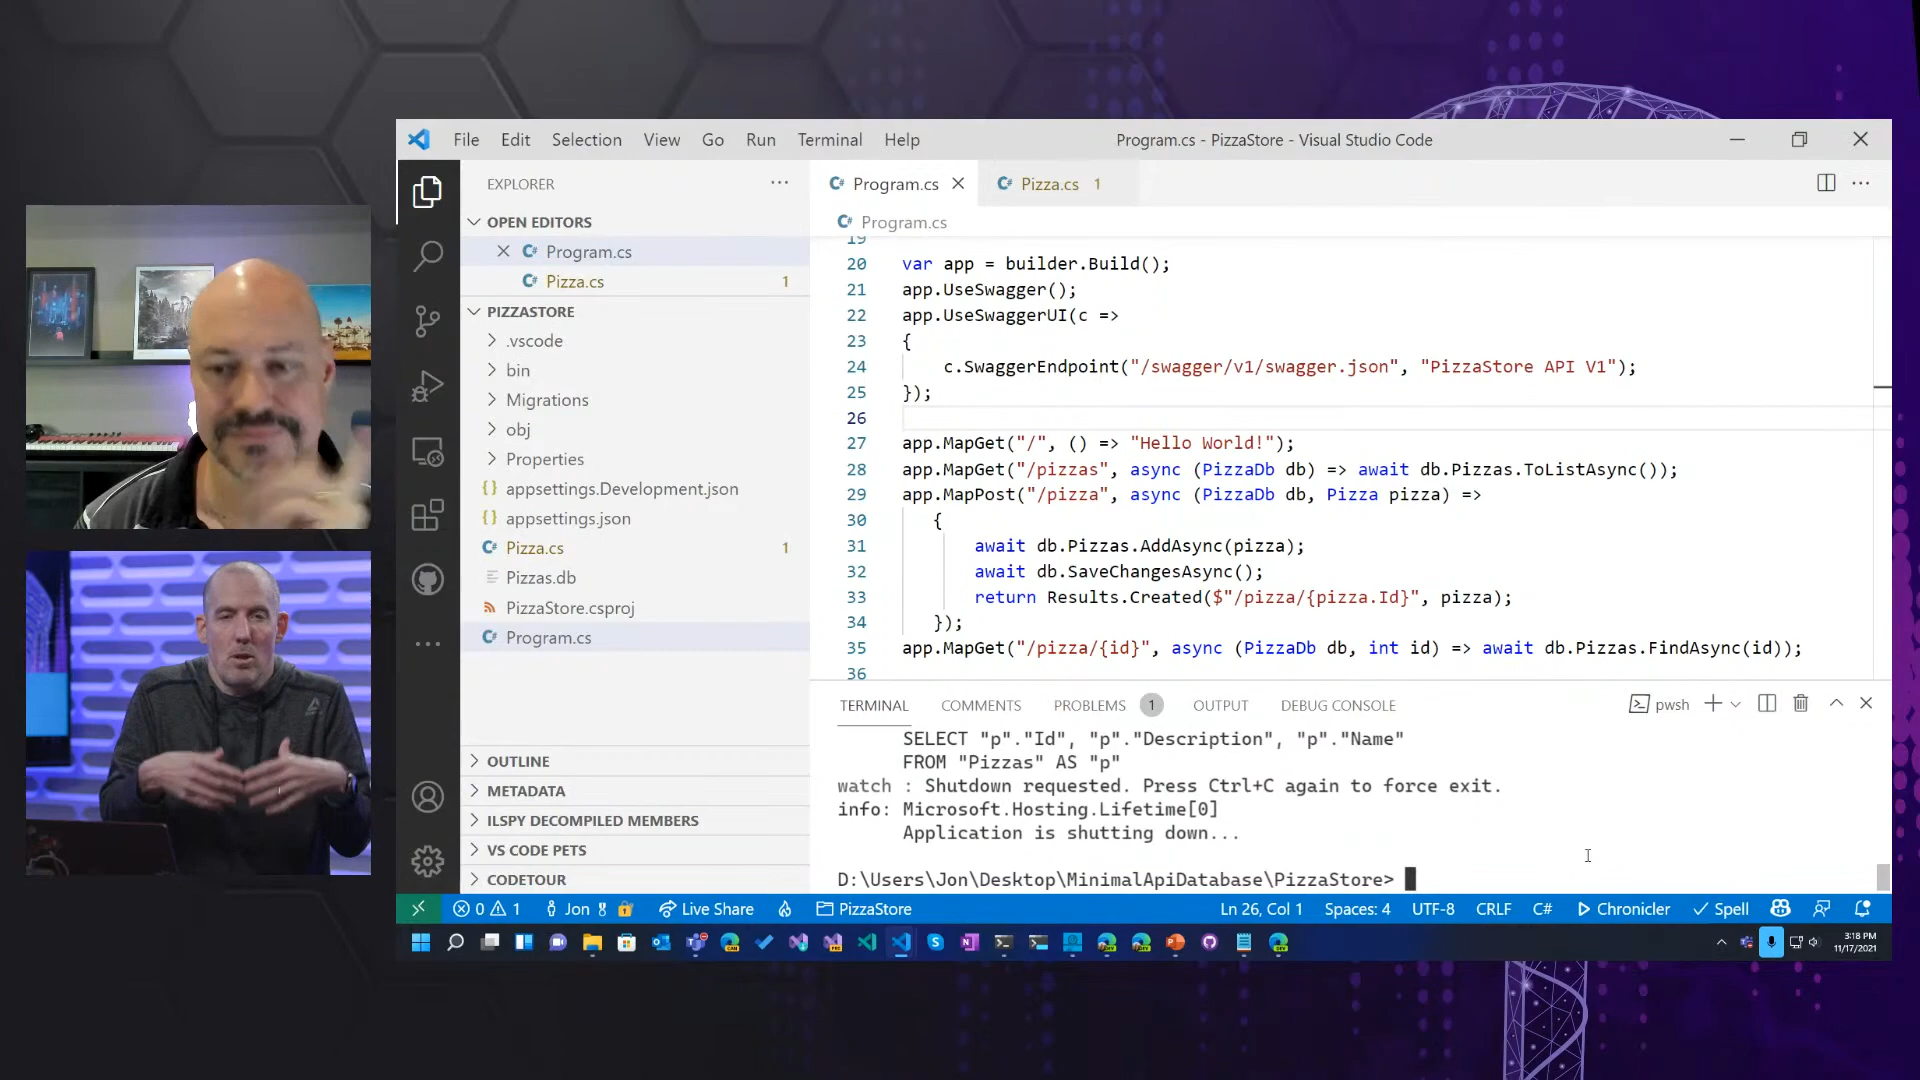 File Edit Selection View Go Run Terminal Help
Program.cs - PizzaStore - Visual Studio Code
EXPLORER
OPEN EDITORS
Program.cs
Pizza.cs 1
PIZZASTORE
.vscode
bin
Migrations
obj
Properties
{} appsettings.Development.json
{} appsettings.json
Pizza.cs 1
Pizzas.db
PizzaStore.csproj
Program.cs
OUTLINE
METADATA
ILSPY DECOMPILED MEMBERS
VS CODE PETS
CODETOUR
Program.cs
Pizza.cs 1
Program.cs
19
20 var app = builder.Build();
21 app.UseSwagger();
22 app.UseSwaggerUI(c =>
23 {
24 c.SwaggerEndpoint("/swagger/v1/swagger.json", "PizzaStore API V1");
25 });
26
27 app.MapGet("/", () => "Hello World!");
28 app.MapGet("/pizzas", async (PizzaDb db) => await db.Pizzas.ToListAsync());
29 app.MapPost("/pizza", async (PizzaDb db, Pizza pizza) =>
30 {
31 await db.Pizzas.AddAsync(pizza);
32 await db.SaveChangesAsync();
33 return Results.Created($"/pizza/{pizza.Id}", pizza);
34 });
35 app.MapGet("/pizza/{id}", async (PizzaDb db, int id) => await db.Pizzas.FindAsync(id));
36
TERMINAL COMMENTS PROBLEMS 1 OUTPUT DEBUG CONSOLE
pwsh
SELECT "p"."Id", "p"."Description", "p"."Name"
FROM "Pizzas" AS "p"
watch : Shutdown requested. Press Ctrl+C again to force exit.
info: Microsoft.Hosting.Lifetime[0]
Application is shutting down...
D:\Users\Jon\Desktop\MinimalApiDatabase\PizzaStore>
0 1 Jon Live Share PizzaStore
Ln 26, Col 1 Spaces: 4 UTF-8 CRLF C# Chronicler Spell
3:18 PM
11/17/2021